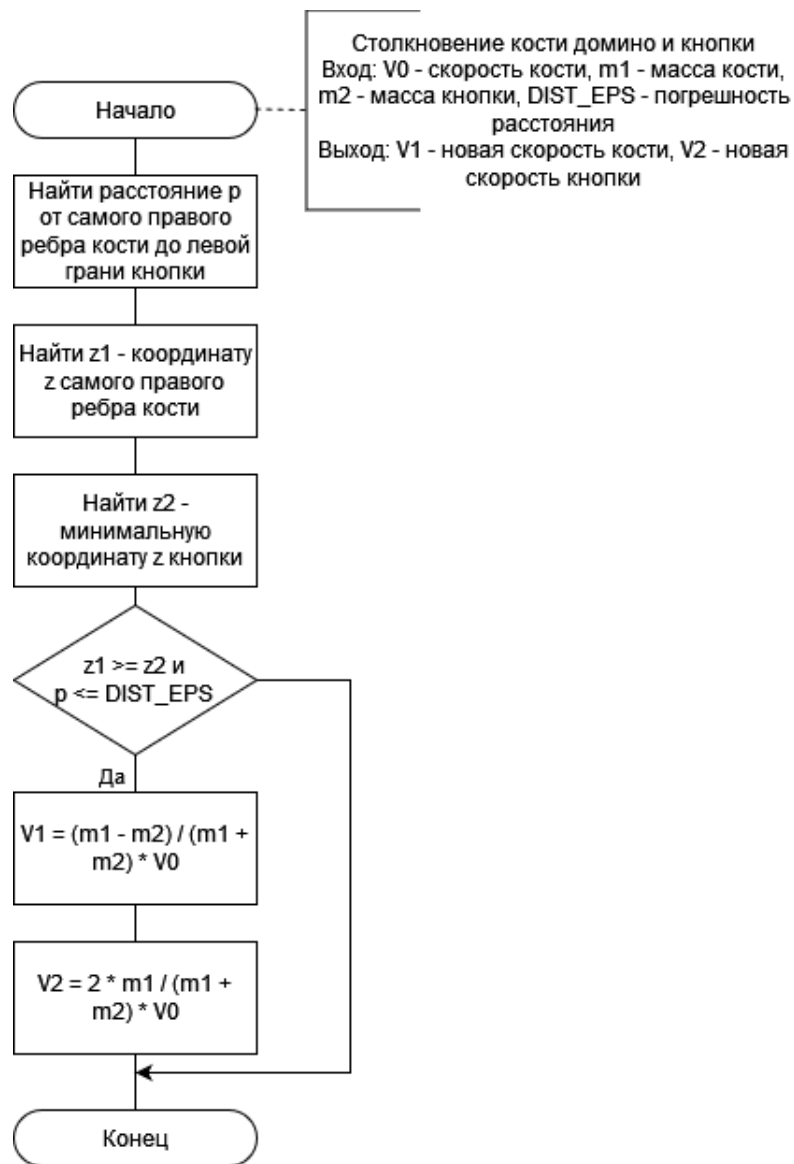 Столкновение кости домино и кнопки
Вход: V0 - скорость кости, m1 - масса кости,
m2 - масса кнопки, DIST_EPS - погрешность
расстояния
Выход: V1 - новая скорость кости, V2 - новая
скорость кнопки
Начало
Найти расстояние p
от самого правого
ребра кости до левой
грани кнопки
Найти z1 - координату
z самого правого
ребра кости
Найти z2 -
минимальную
координату z кнопки
z1 >= z2 и
p <= DIST_EPS
Да
V1 = (m1 - m2) / (m1 +
m2) * V0
V2 = 2 * m1 / (m1 +
m2) * V0
Конец